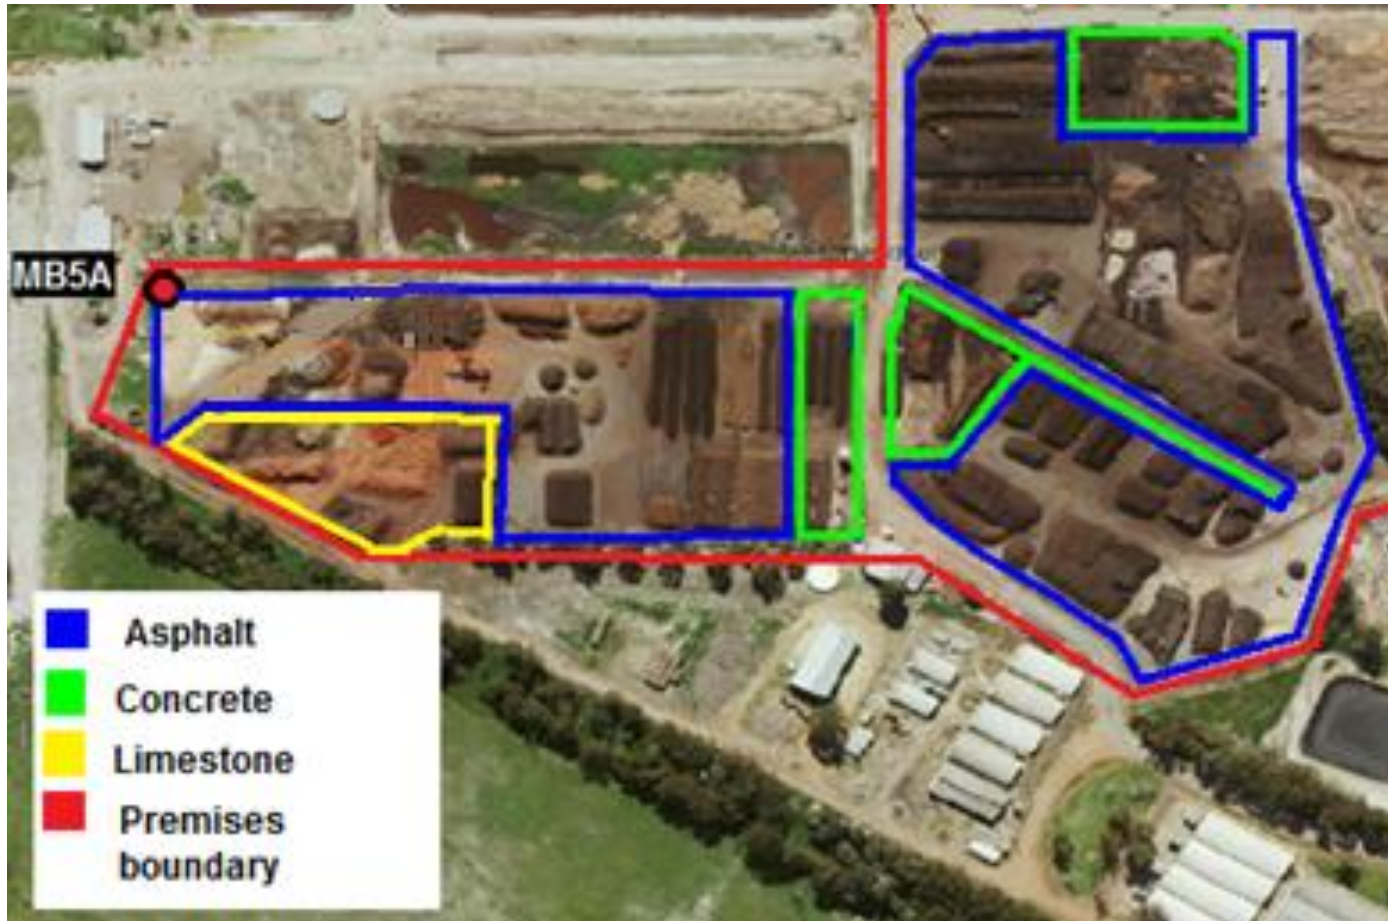 MB5A
Asphalt
Concrete
Limestone
Premises
boundary